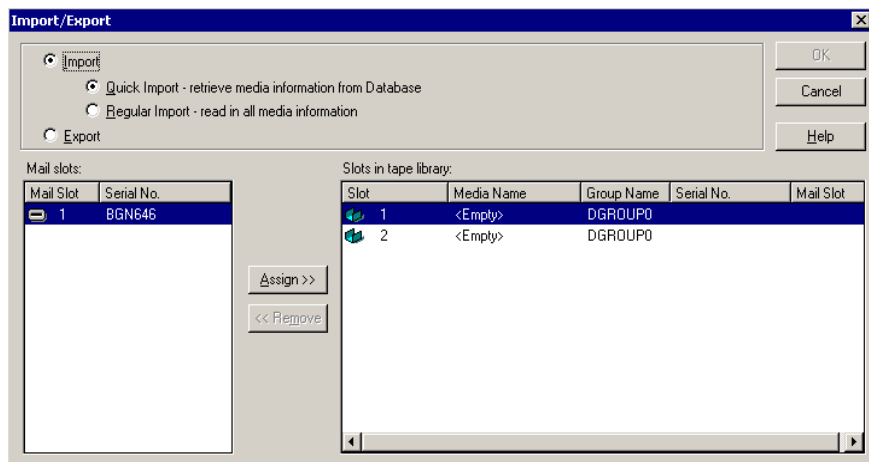 Import/Export
Import
OK
Quick Import - retrieve media information from Database
Cancel
Regular Import - read in all media information
Export
Help
Mail slots:
Slots in tape library:
Mail Slot Serial No.
Slot Media Name Group Name Serial No. Mail Slot
1 BGN646
1 <Empty> DGROUP0
2 <Empty> DGROUP0
Assign >>
<< Remove